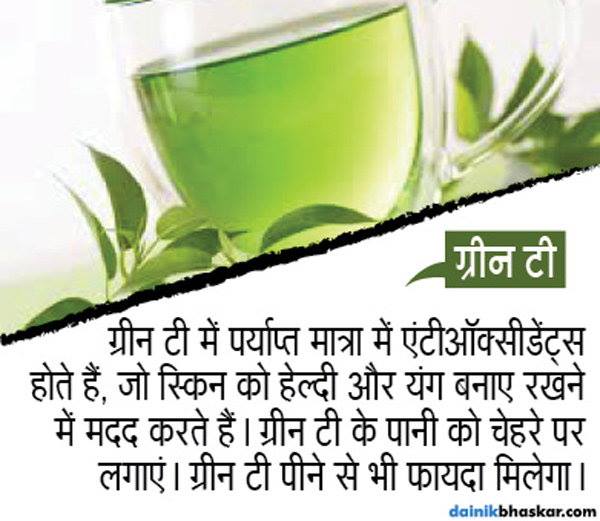 ग्रीन टी
ग्रीन टी में पर्याप्त मात्रा में एंटीऑक्सीडेंट्स
होते हैं, जो स्किन को हेल्दी और यंग बनाए रखने
में मदद करते हैं। ग्रीन टी के पानी को चेहरे पर
लगाएं। ग्रीन टी पीने से भी फायदा मिलेगा।
dainikbhaskar.com